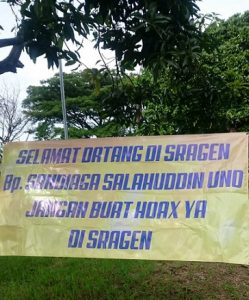 SELAMAT DATANG DI SRAGEN
Bp. SANDIAGA SALAHUDDIN UNO
JANGAN BUAT HOAX YA
DI SRAGEN